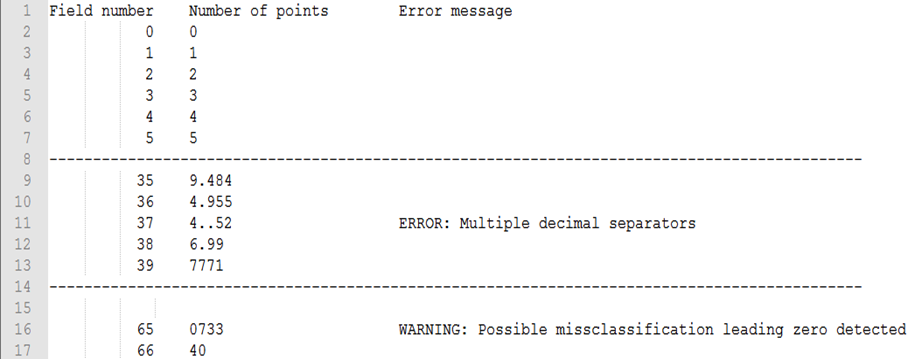 1 Field number Number of points Error message
2 0 0
3 1 1
4 2 2
5 3 3
6 4 4
7 5 5
8 ---------------------------------------------------------------------------------------------
9 35 9.484
10 36 4.955
11 37 4..52 ERROR: Multiple decimal separators
12 38 6.99
13 39 7771
14 ---------------------------------------------------------------------------------------------
15
16 65 0733 WARNING: Possible missclassification leading zero detected
17 66 40